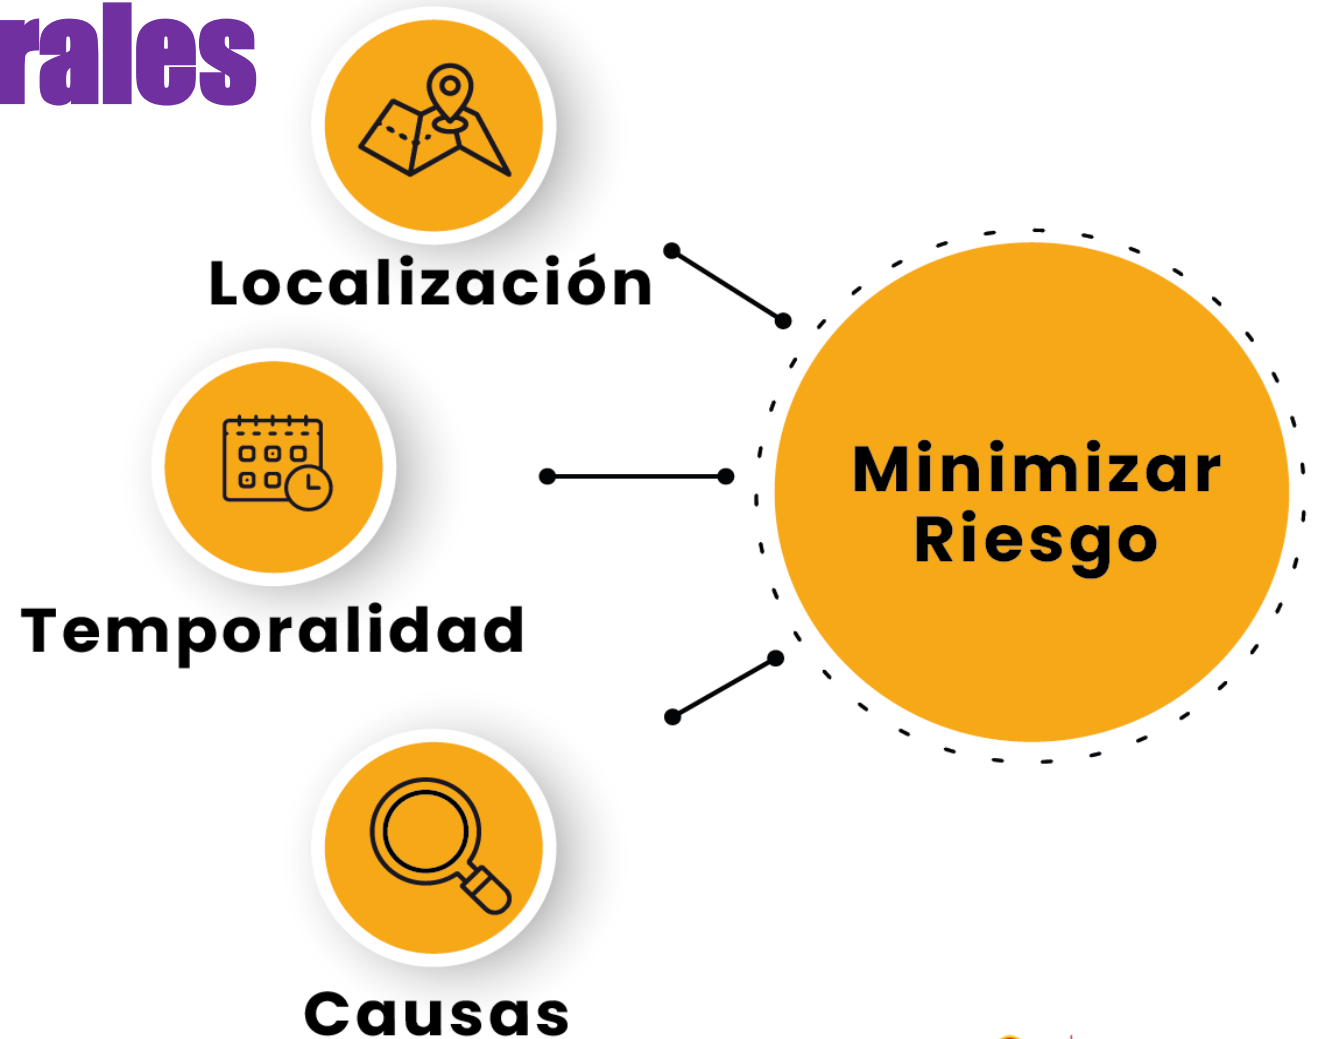 rales
Localización
Temporalidad
Causas
Minimizar
Riesgo